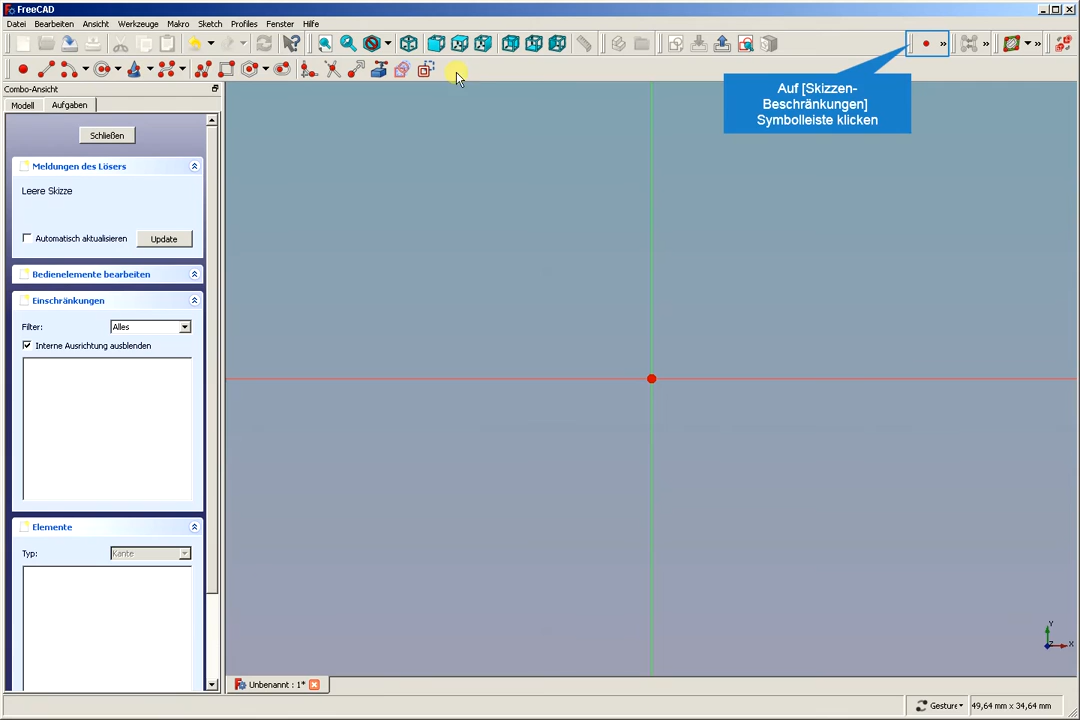 FreeCAD
Datei Bearbeiten Ansicht Werkzeuge Makro Sketch Profiles Fenster Hilfe
Auf [Skizzen-
Beschränkungen]
Symbolleiste klicken
Combo-Ansicht
Modell Aufgaben
Schließen
Meldungen des Lösers
Leere Skizze
Automatisch aktualisieren Update
Bedienelemente bearbeiten
Einschränkungen
Filter: Alles
Interne Ausrichtung ausblenden
Elemente
Typ: Kante
Y
Z X
Unbenannt : 1*
Gesture 49,64 mm x 34,64 mm